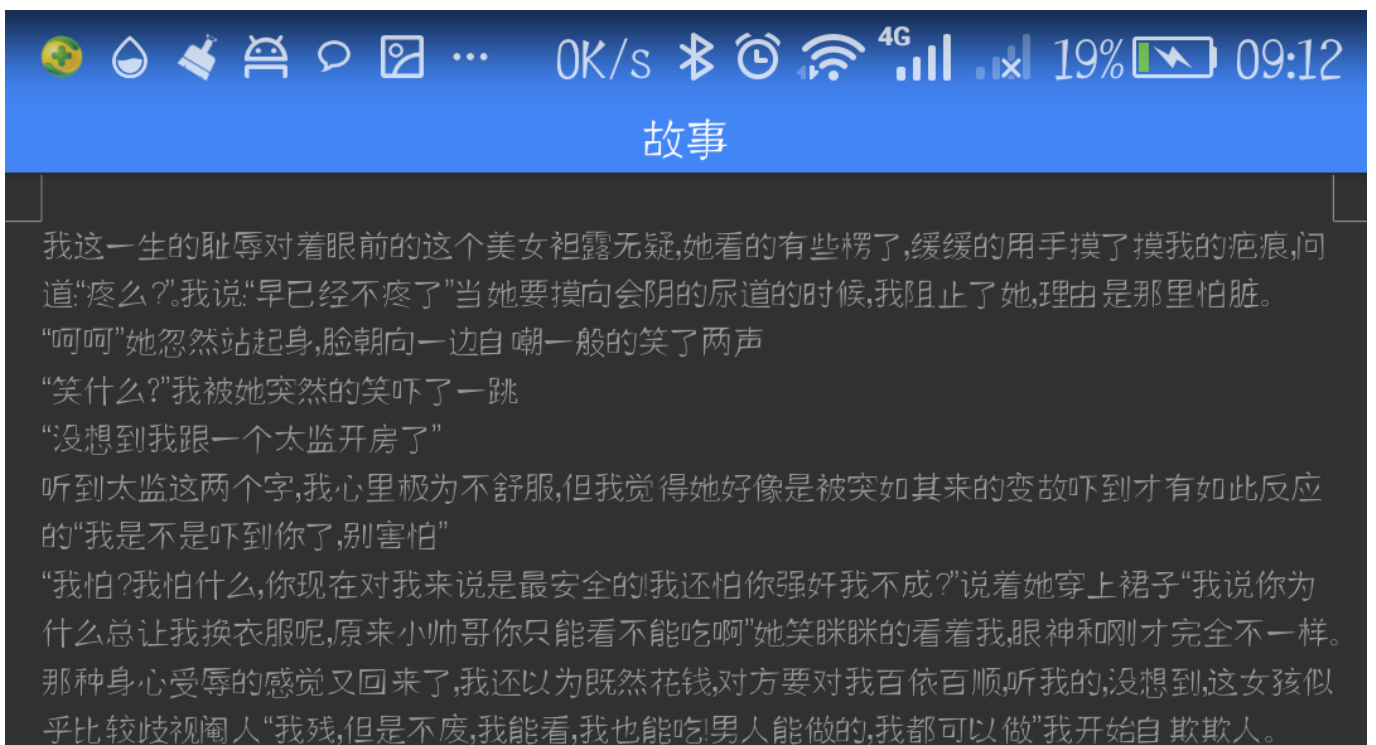 0K/s 4G 19% 09:12
故事
我这一生的耻辱对着眼前的这个美女袒露无疑,她看的有些楞了,缓缓的用手摸了摸我的疤痕,问
道:“疼么?”。我说:“早已经不疼了”当她要摸向会阴的尿道的时候,我阻止了她,理由是那里怕脏。
“呵呵”她忽然站起身,脸朝向一边自嘲一般的笑了两声
“笑什么?”我被她突然的笑吓了一跳
“没想到我跟一个太监开房了”
听到太监这两个字,我心里极为不舒服,但我觉得她好像是被突如其来的变故吓到才有如此反应
的“我是不是吓到你了,别害怕”
“我怕?我怕什么,你现在对我来说是最安全的!我还怕你强奸我不成?”说着她穿上裙子“我说你为
什么总让我换衣服呢,原来小帅哥你只能看不能吃啊”她笑眯眯的看着我,眼神和刚才完全不一样。
那种身心受辱的感觉又回来了,我还以为既然花钱,对方要对我百依百顺,听我的,没想到,这女孩似
乎比较歧视阉人“我残,但是不废,我能看,我也能吃!男人能做的,我都可以做”我开始自欺欺人。